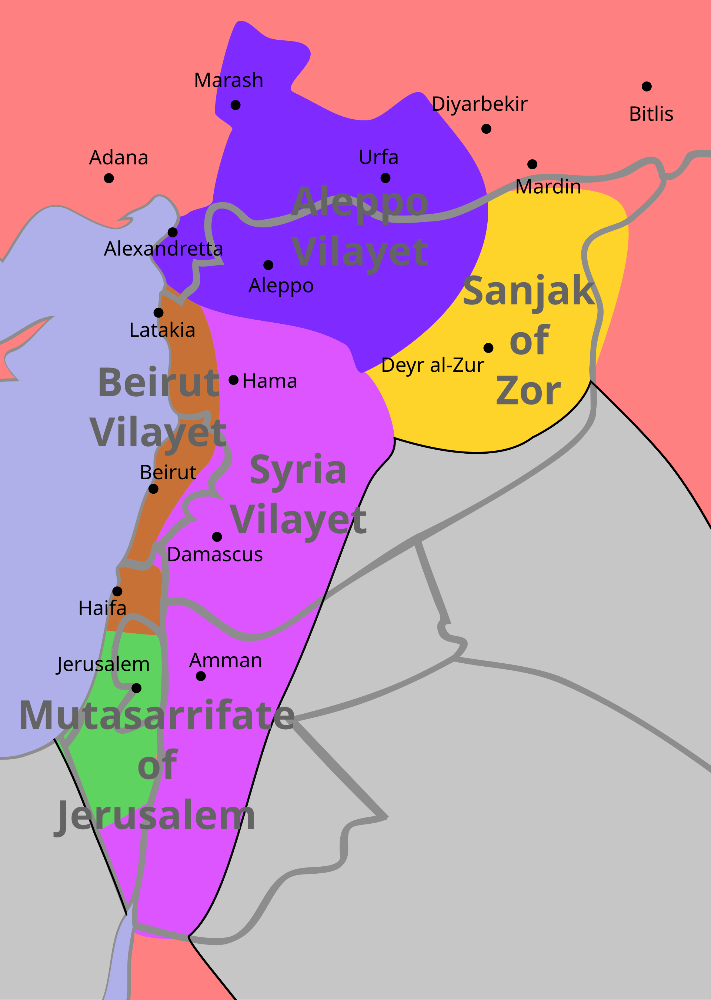 Marash
Diyarbekir
Bitlis
Adana
Urfa
Mardin
Aleppo
Vilayet
Alexandretta
Aleppo
Sanjak
of
Zor
Latakia
Deyr al-Zur
Beirut
Vilayet
Hama
Syria
Vilayet
Beirut
Damascus
Haifa
Jerusalem
Amman
Mutasarrifate
of
Jerusalem